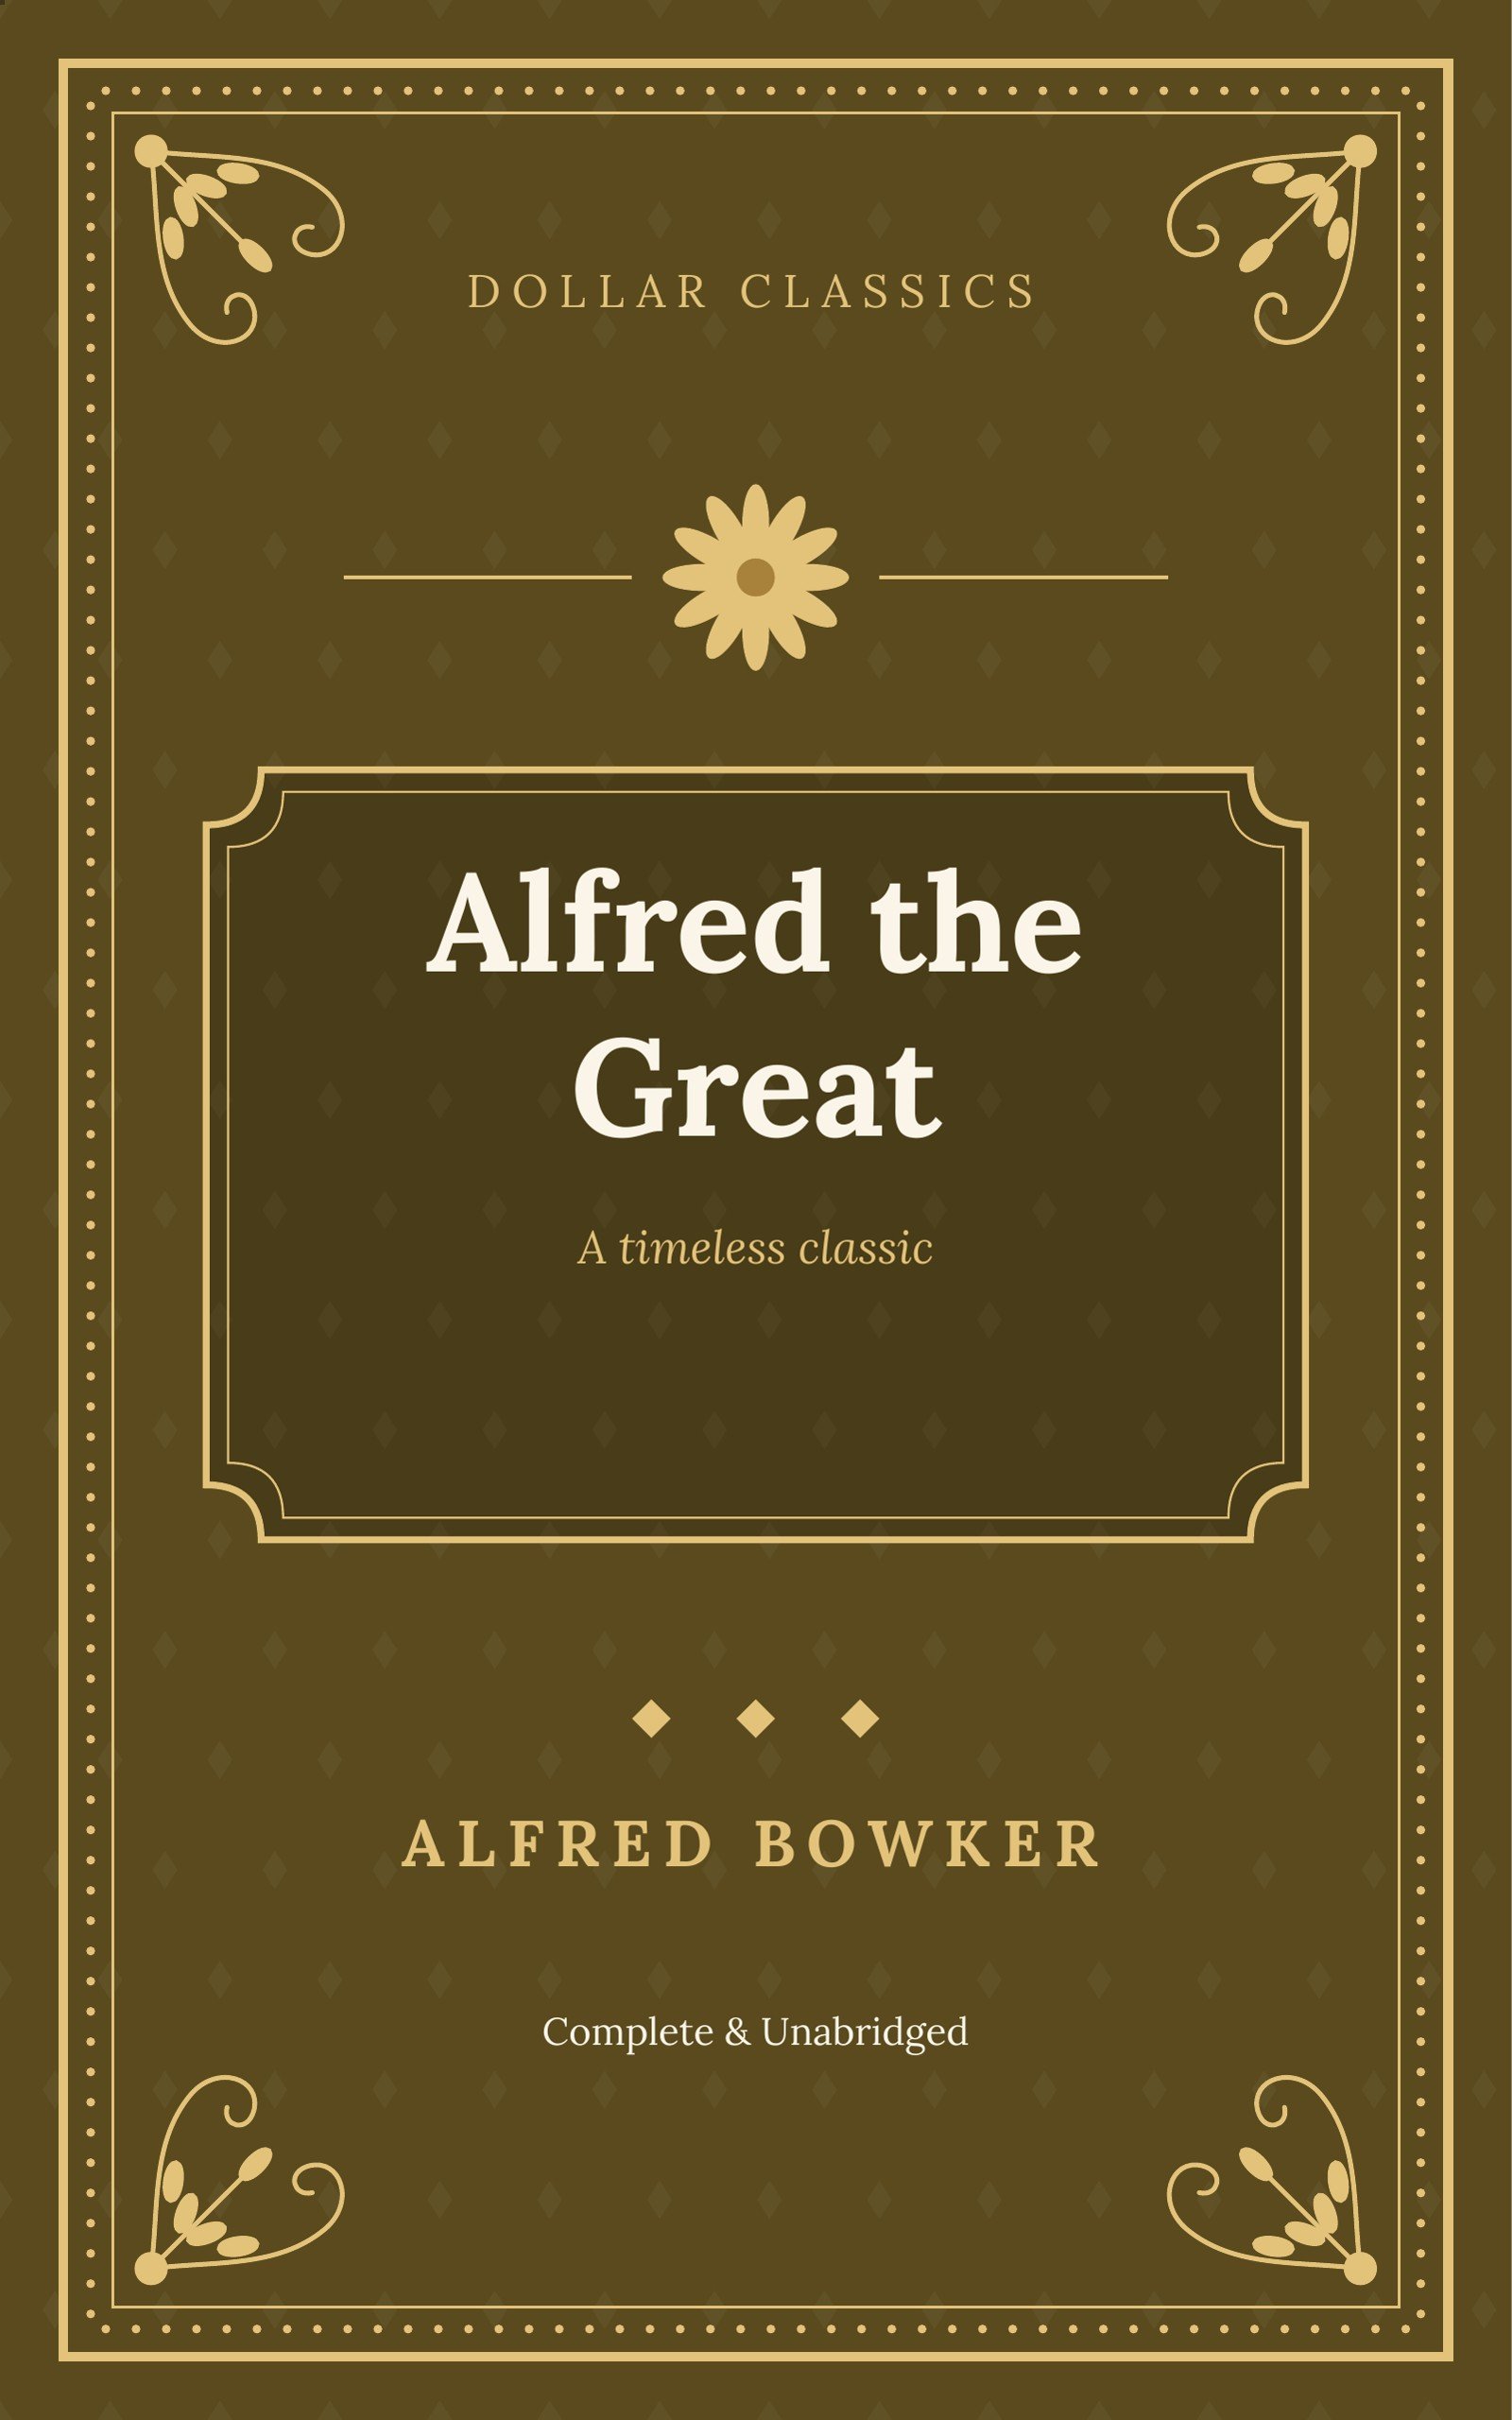 DOLLAR CLASSICS
Alfred the
Great
A timeless classic
ALFRED BOWKER
Complete & Unabridged